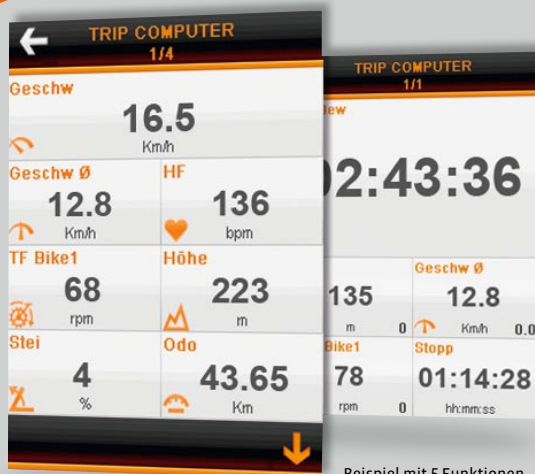 TRIP COMPUTER
1/4
Geschw
16.5
Km/h
Geschw Ø
HF
12.8
136
Km/h
bpm
TF Bike1
Höhe
68
223
rpm
m
Stei
Odo
4
43.65
%
Km
TRIP COMPUTER
1/1
2:43:36
Geschw Ø
135
12.8
m
0
Km/h
0.0
Bike1
Stopp
78
01:14:28
rpm
0
hh:mm:ss
Beispiel mit 5 Funktionen